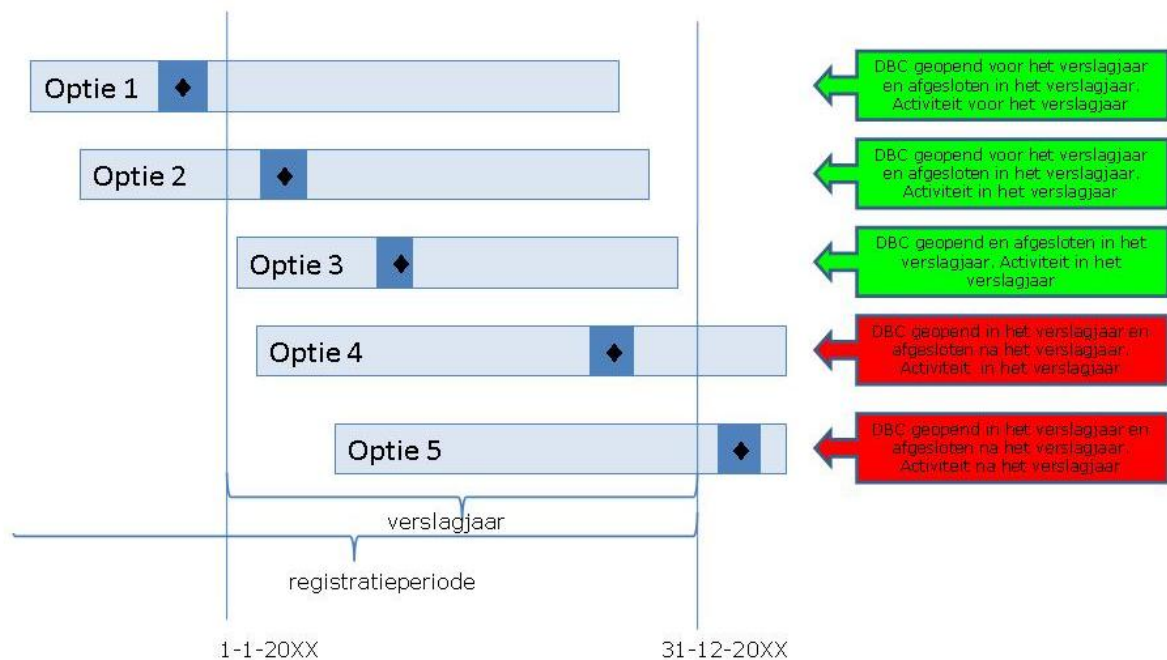 Optie 1
DBC geopend voor het verslagjaar
en afgesloten in het verslagjaar.
Activiteit voor het verslagjaar
Optie 2
DBC geopend voor het verslagjaar
en afgesloten in het verslagjaar.
Activiteit in het verslagjaar
Optie 3
DBC geopend en afgesloten in het
verslagjaar. Activiteit in het
verslagjaar
Optie 4
DBC geopend in het verslagjaar en
afgesloten na het verslagjaar.
Activiteit in het verslagjaar
Optie 5
DBC geopend in het verslagjaar en
afgesloten na het verslagjaar.
Activiteit na het verslagjaar
verslagjaar
registratieperiode
1-1-20XX
31-12-20XX